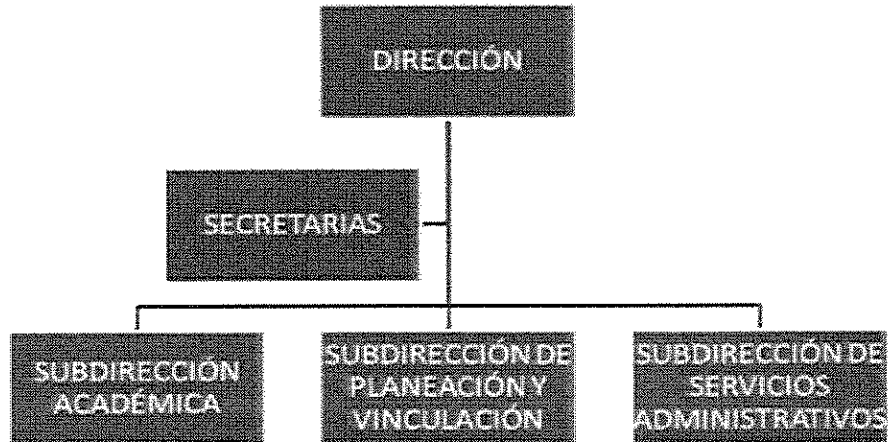 DIRECCIÓN
SECRETARIAS
SUBDIRECCIÓN
ACADÉMICA
SUBDIRECCIÓN DE
PLANEACIÓN Y
VINCULACIÓN
SUBDIRECCIÓN DE
SERVICIOS
ADMINISTRATIVOS